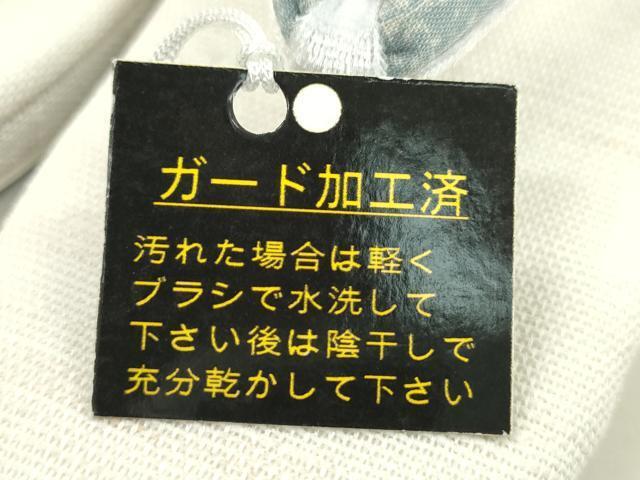 ガード加工済
汚れた場合は軽く
ブラシで水洗して
下さい後は陰干しで
充分乾かして下さい